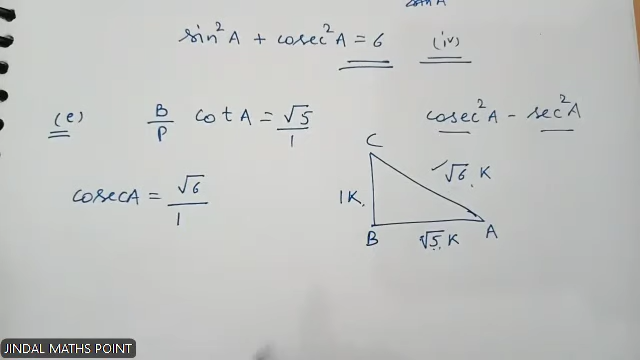 sin²A + cosec²A = 6 (iv)
(e) B/P cot A = √5/1 cosec²A - sec²A
C
✓√6 . K
cosecA = √6/1
1K.
B √5.K A
JINDAL MATHS POINT